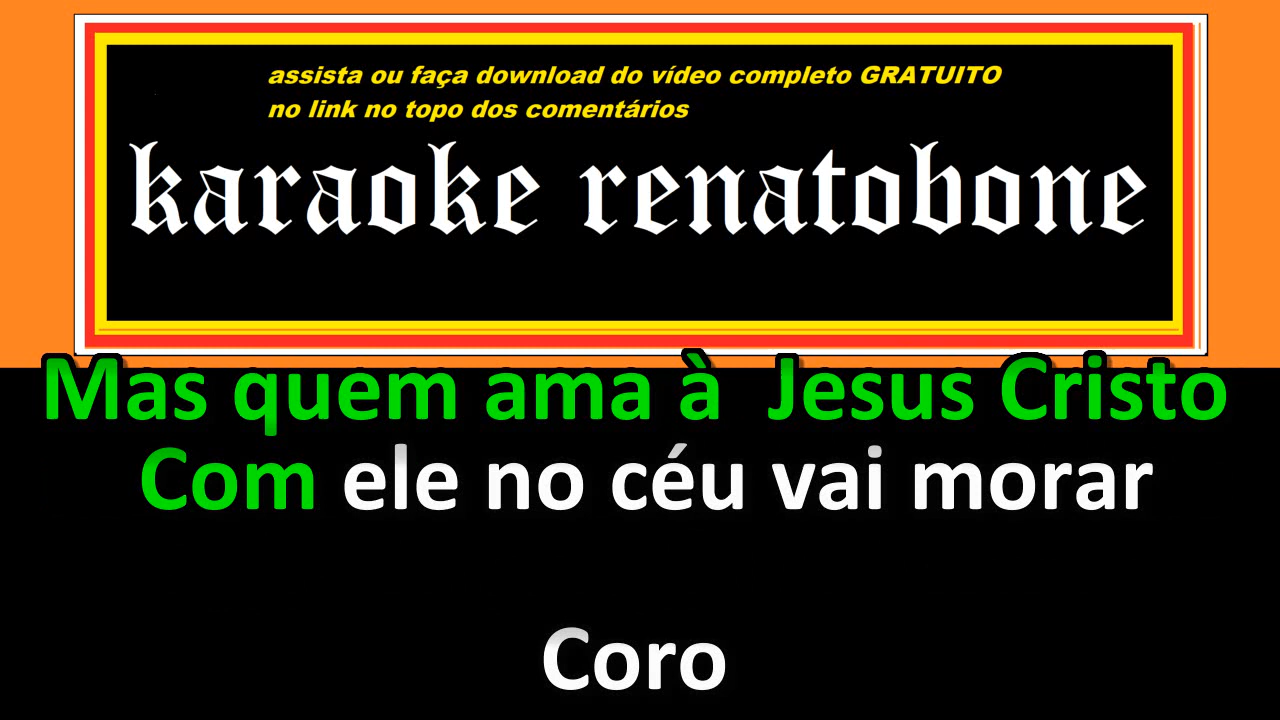 assista ou faça download do vídeo completo GRATUITO
no link no topo dos comentários
karaoke renatobone
Mas quem ama à  Jesus Cristo
Com ele no céu vai morar
Coro